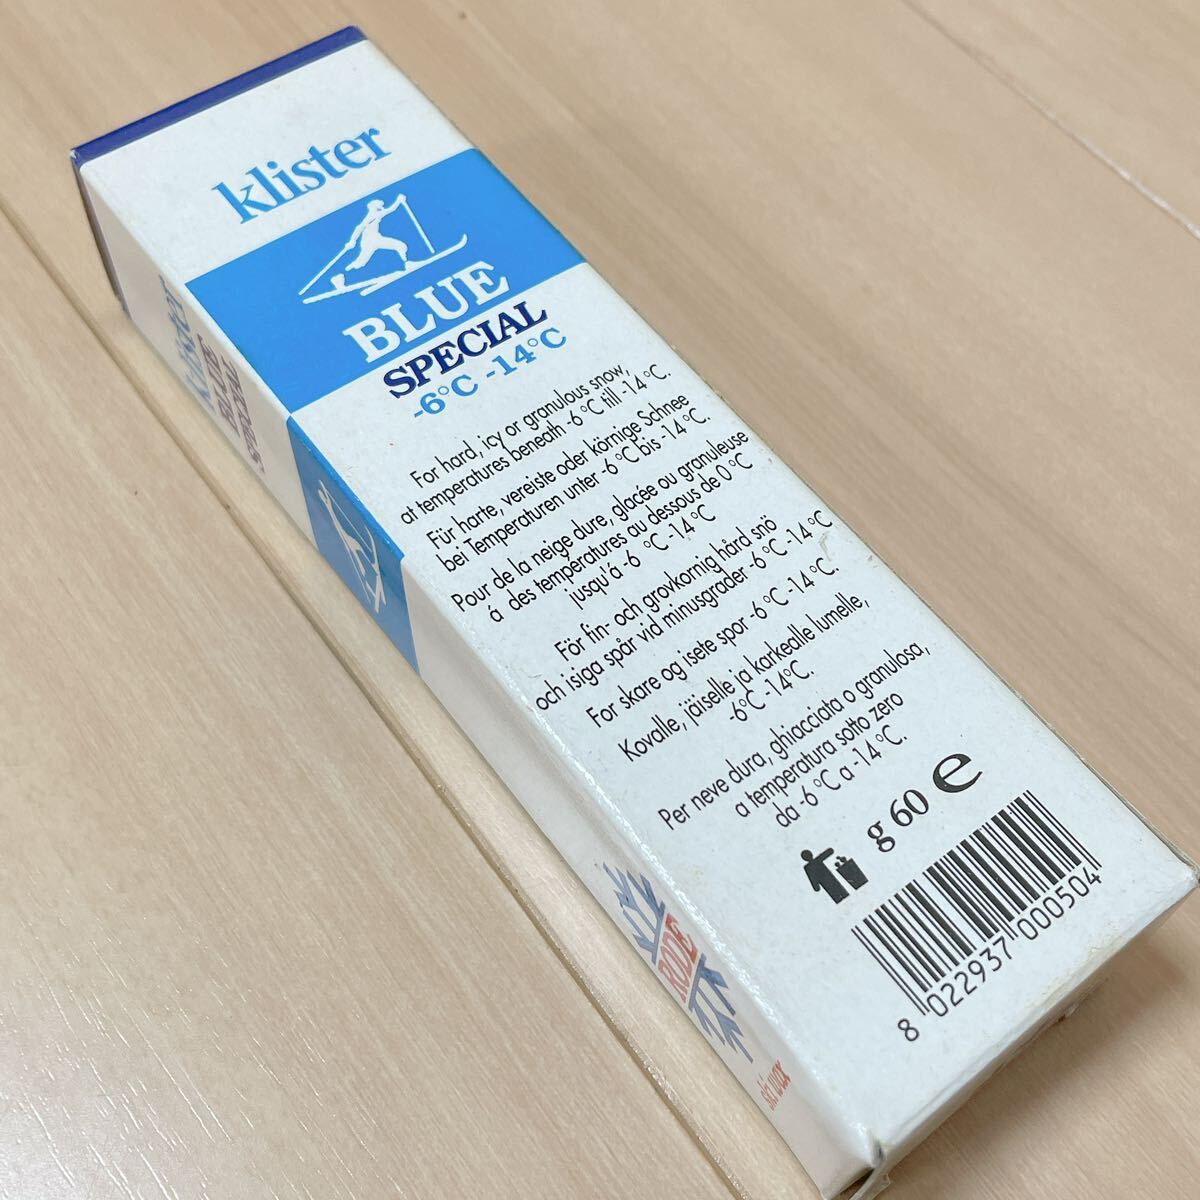 klister
BLUE
SPECIAL
-6°C -14°C
For hard, icy or granulous snow,
at temperatures beneath -6°C till -14°C.
Für harte, vereiste oder körnige Schnee
bei Temperaturen unter -6°C bis -14°C.
Pour de la neige dure, glacée ou granuleuse
á des températures au dessous de 0°C
jusqu'á -6 °C -14°C
För fin- och grovkornig hård snö
och isiga spår vid minusgrader -6°C -14°C
For skare og isete spor -6°C -14°C.
Kovalle, jäiselle ja karkealle lumelle,
-6°C -14°C.
Per neve dura, ghiacciata o granulosa,
a temperatura sotto zero
da -6°C a -14°C.
g 60 e
8 022937 000504
klister
RODE
ski wax